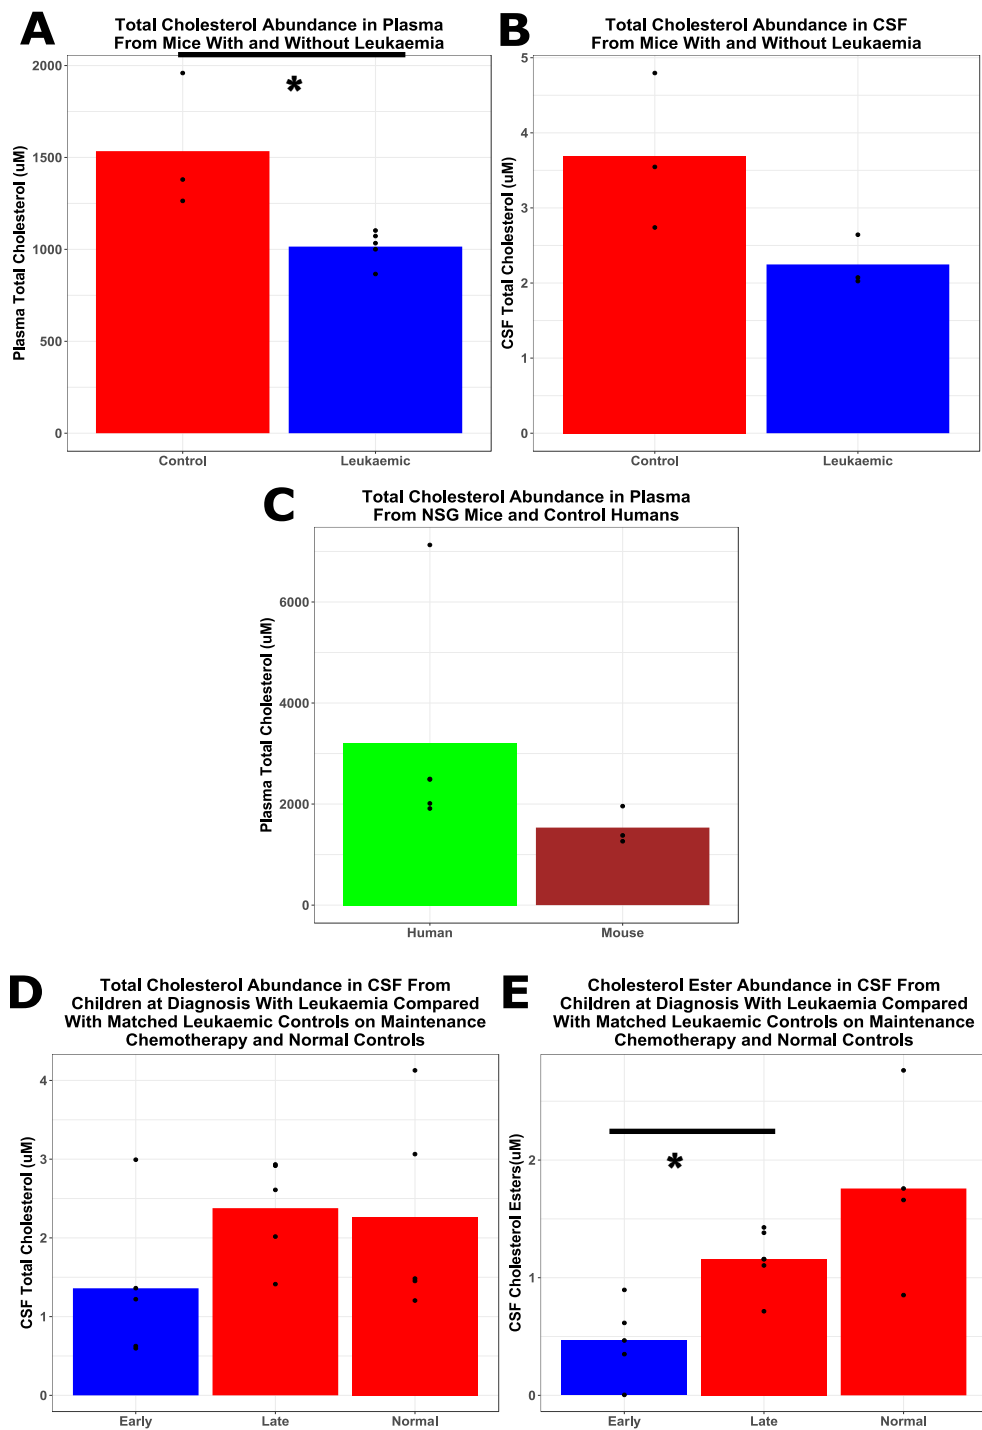 A
Total Cholesterol Abundance in Plasma
From Mice With and Without Leukaemia
Plasma Total Cholesterol (uM)
2000
1500
1000
500
0
*
Control
Leukaemic
B
Total Cholesterol Abundance in CSF
From Mice With and Without Leukaemia
CSF Total Cholesterol (uM)
5
4
3
2
1
0
Control
Leukaemic
C
Total Cholesterol Abundance in Plasma
From NSG Mice and Control Humans
Plasma Total Cholesterol (uM)
6000
4000
2000
0
Human
Mouse
D
Total Cholesterol Abundance in CSF From
Children at Diagnosis With Leukaemia Compared
With Matched Leukaemic Controls on Maintenance
Chemotherapy and Normal Controls
CSF Total Cholesterol (uM)
4
3
2
1
0
Early
Late
Normal
E
Cholesterol Ester Abundance in CSF From
Children at Diagnosis With Leukaemia Compared
With Matched Leukaemic Controls on Maintenance
Chemotherapy and Normal Controls
CSF Cholesterol Esters(uM)
2
1
0
*
Early
Late
Normal